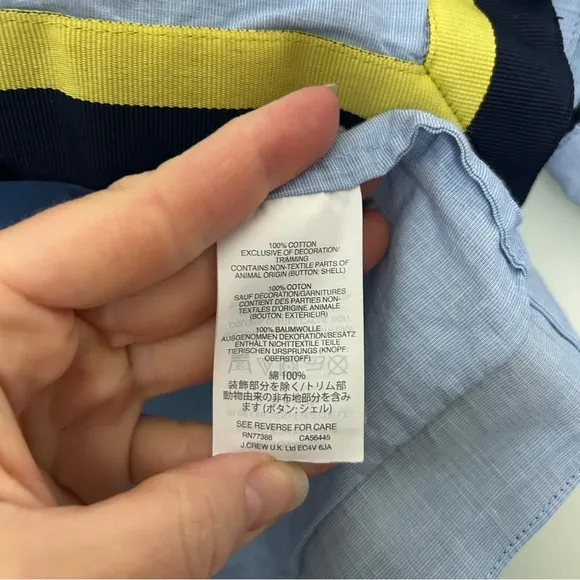 100% COTTON
EXCLUSIVE OF DECORATION/
TRIMMING
CONTAINS NON-TEXTILE PARTS OF
ANIMAL ORIGIN (BUTTON: SHELL)
100% COTON
SAUF DÉCORATION/GARNITURES
CONTIENT DES PARTIES NON-
TEXTILES D'ORIGINE ANIMALE
(BOUTON: EXTERIEUR)
100% BAUMWOLLE
AUSGENOMMEN DEKORATION/BESATZ
ENTHÄLT NICHTTEXTILE TEILE
TIERISCHEN URSPRUNGS (KNOPF:
OBERSTOFF)
綿 100%
装飾部分を除く/トリム部
動物由来の非布地部分を含み
ます (ボタン: シェル)
SEE REVERSE FOR CARE
RN77388 CA56445
J.CREW U.K. Ltd EC4V 6JA